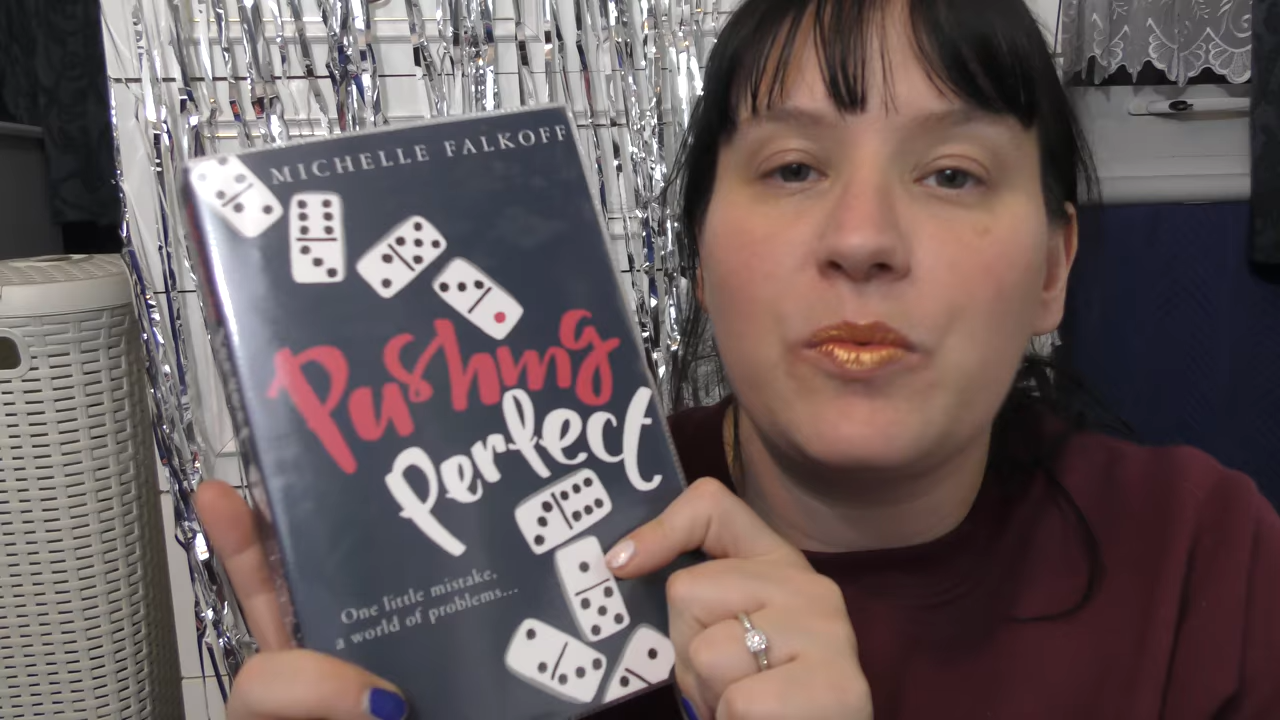 MICHELLE FALKOFF
Pushing
Perfect
One little mistake,
a world of problems...